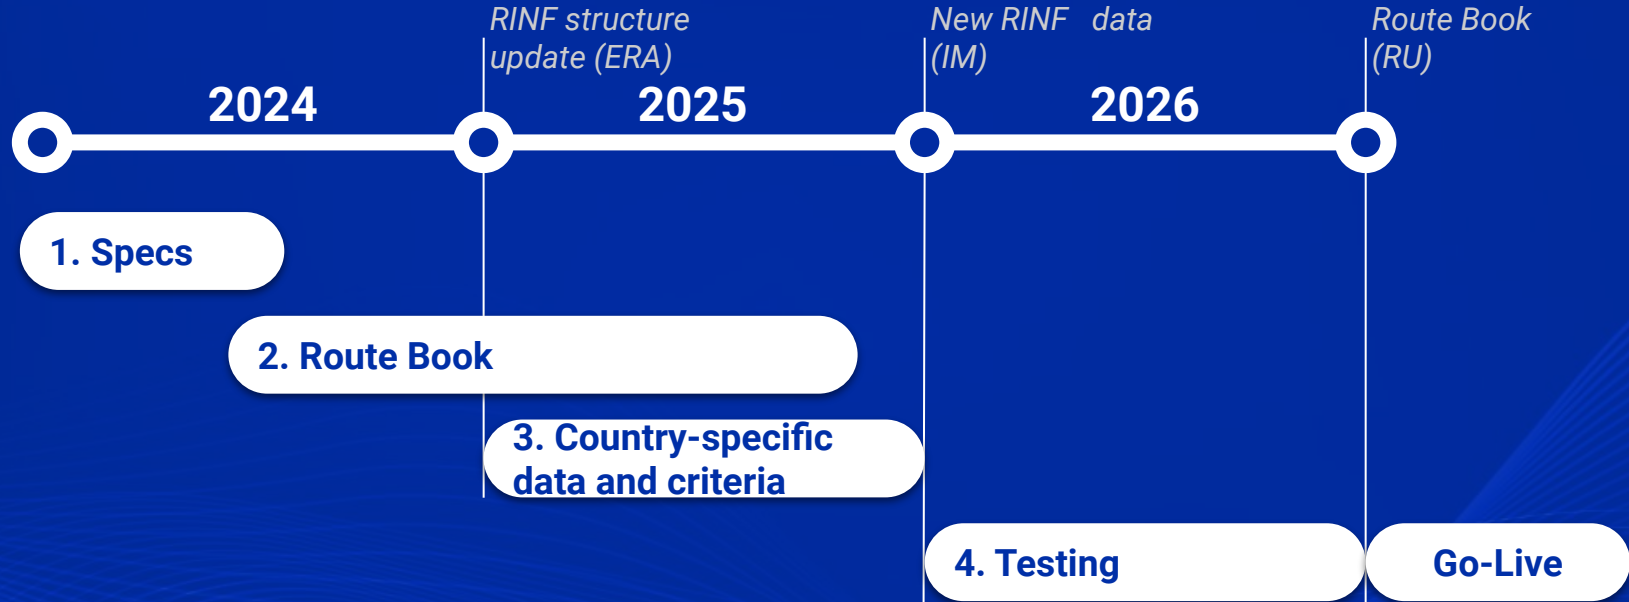 RINF structure
update (ERA)
New RINF data
(IM)
Route Book
(RU)
2024
2025
2026
1. Specs
2. Route Book
3. Country-specific
data and criteria
4. Testing
Go-Live